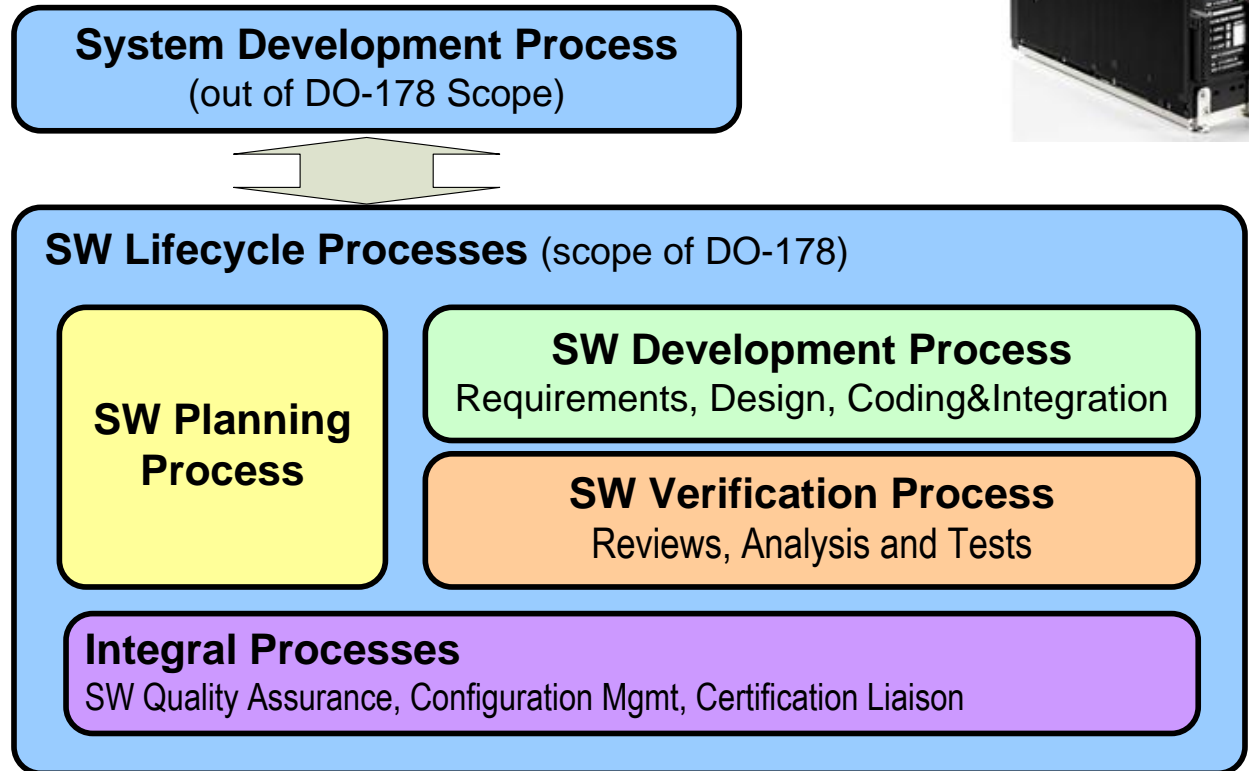 System Development Process
(out of DO-178 Scope)
SW Lifecycle Processes (scope of DO-178)
SW Planning
Process
SW Development Process
Requirements, Design, Coding&Integration
SW Verification Process
Reviews, Analysis and Tests
Integral Processes
SW Quality Assurance, Configuration Mgmt, Certification Liaison